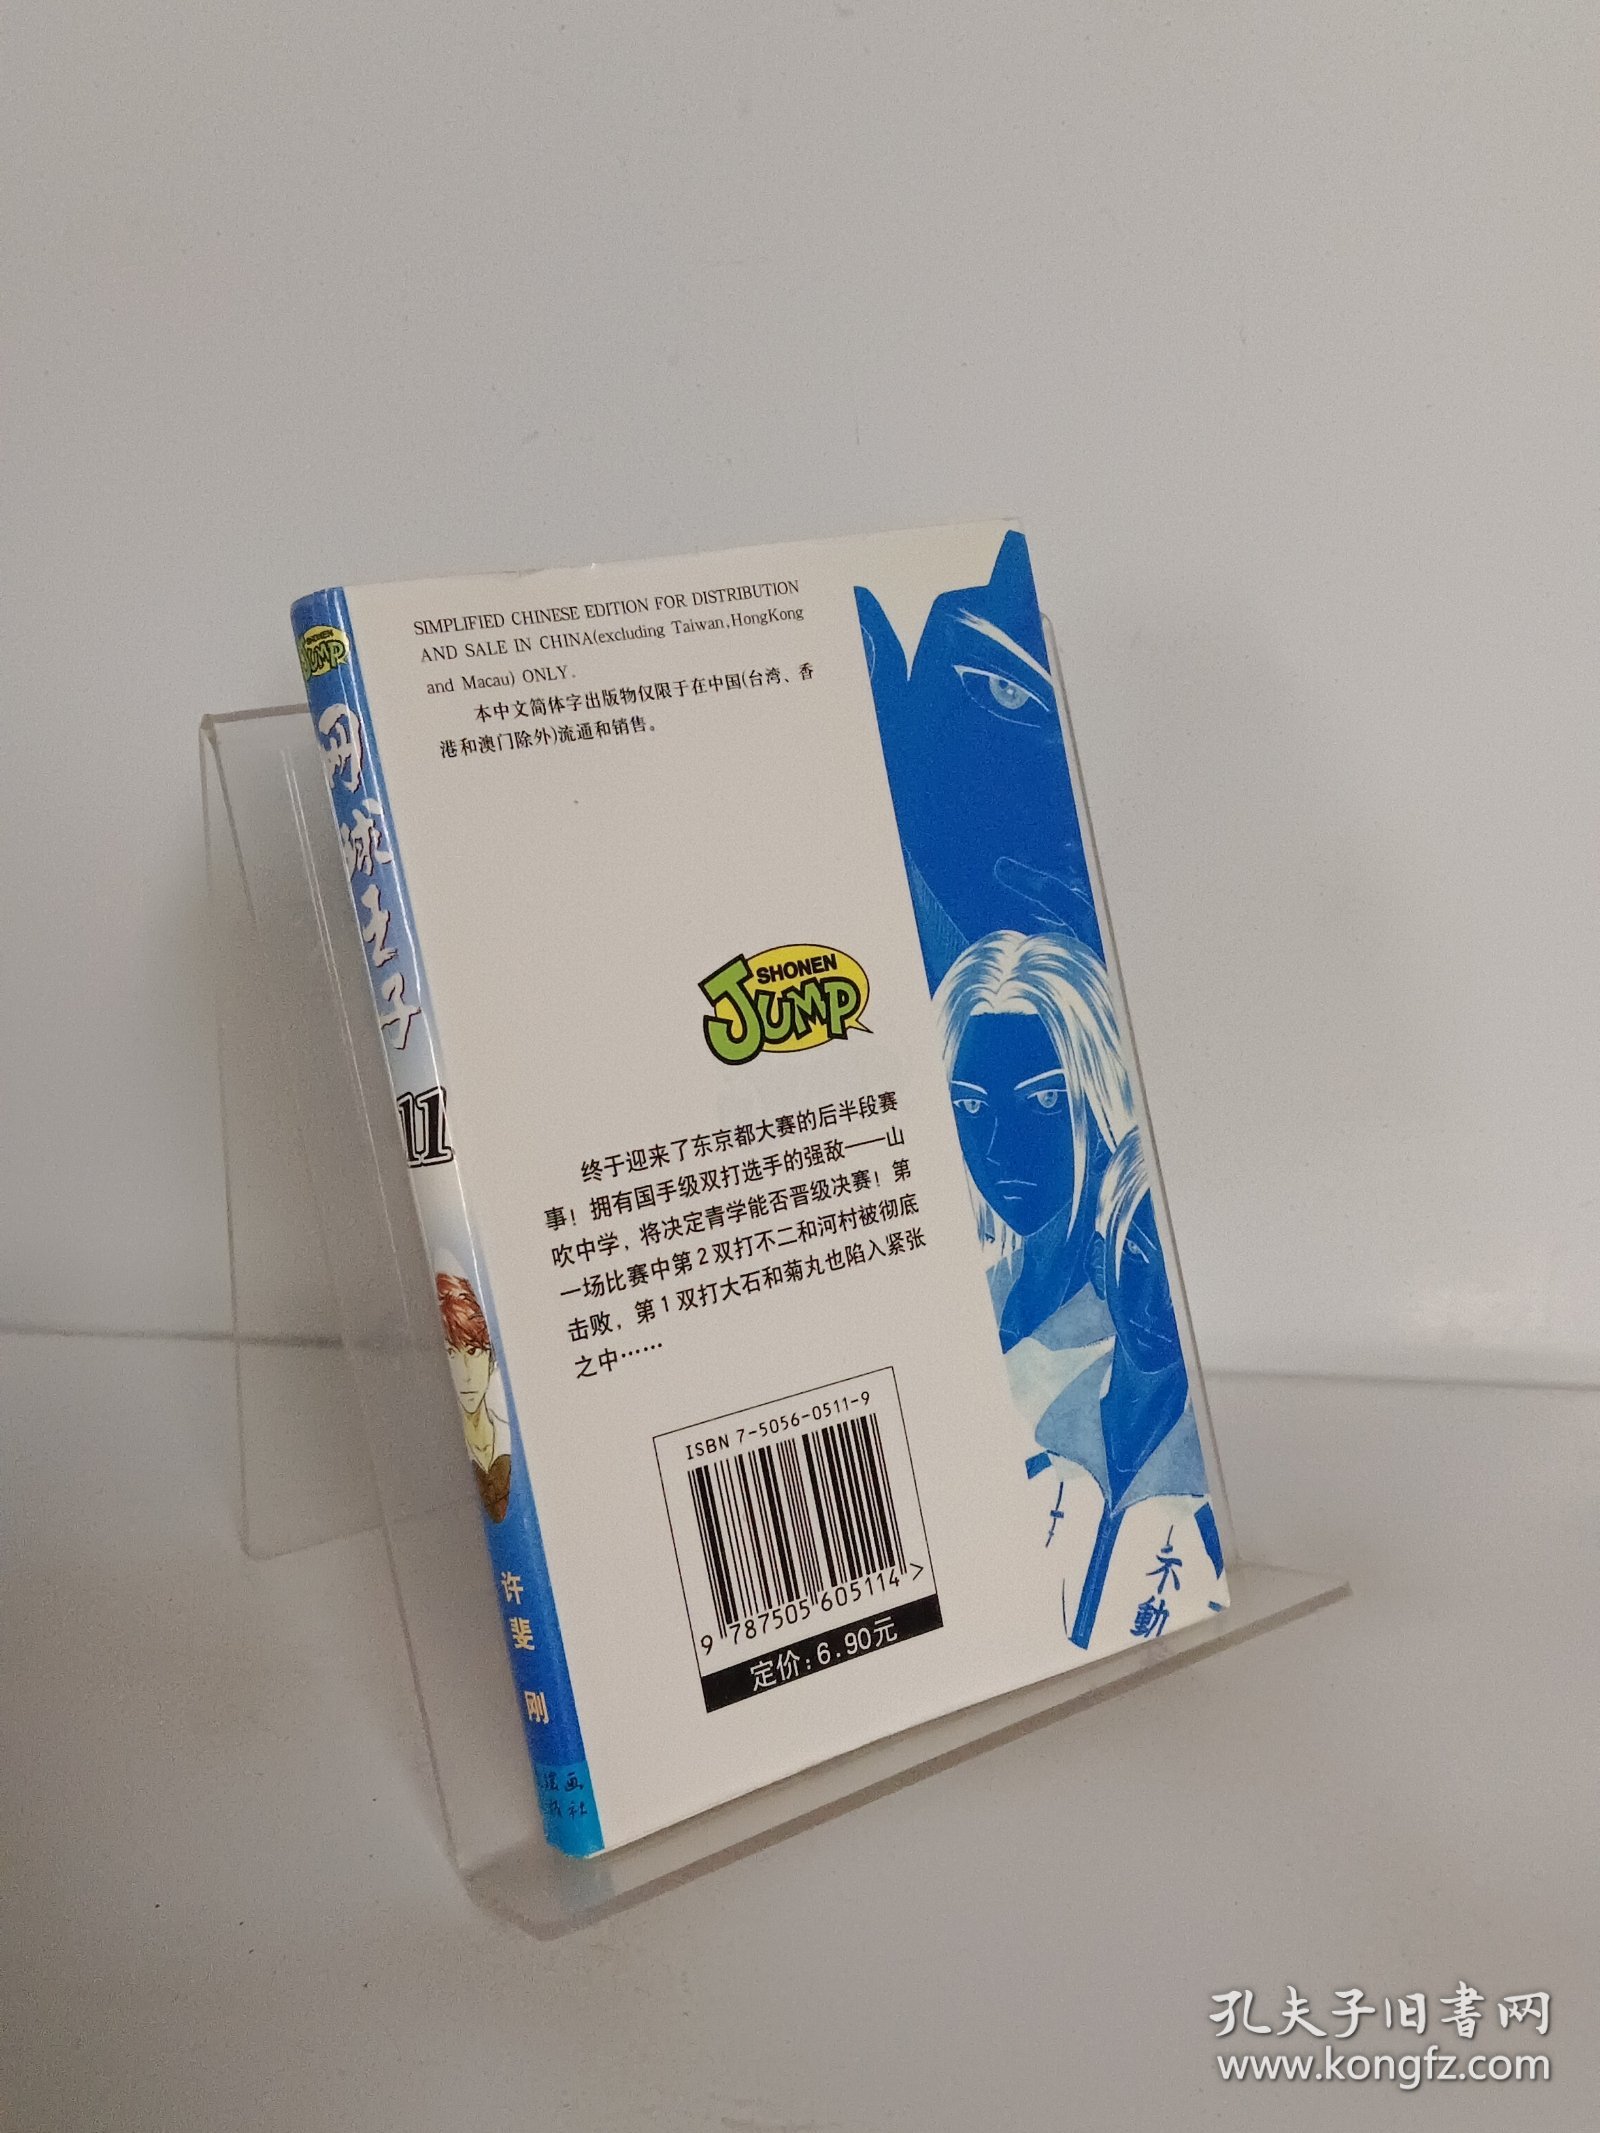 SHONEN
JUMP
网球王子
11
许斐 刚
画
社
SIMPLIFIED CHINESE EDITION FOR DISTRIBUTION
AND SALE IN CHINA(excluding Taiwan,HongKong
and Macau) ONLY.
本中文简体字出版物仅限于在中国(台湾、香
港和澳门除外)流通和销售。
SHONEN
JUMP
终于迎来了东京都大赛的后半段赛
事！拥有国手级双打选手的强敌——山
吹中学，将决定青学能否晋级决赛！第
一场比赛中第2双打不二和河村被彻底
击败，第1双打大石和菊丸也陷入紧张
之中……
ISBN 7-5056-0511-9
9 787505 605114 >
定价:6.90元
動
孔夫子旧书网
www.kongfz.com